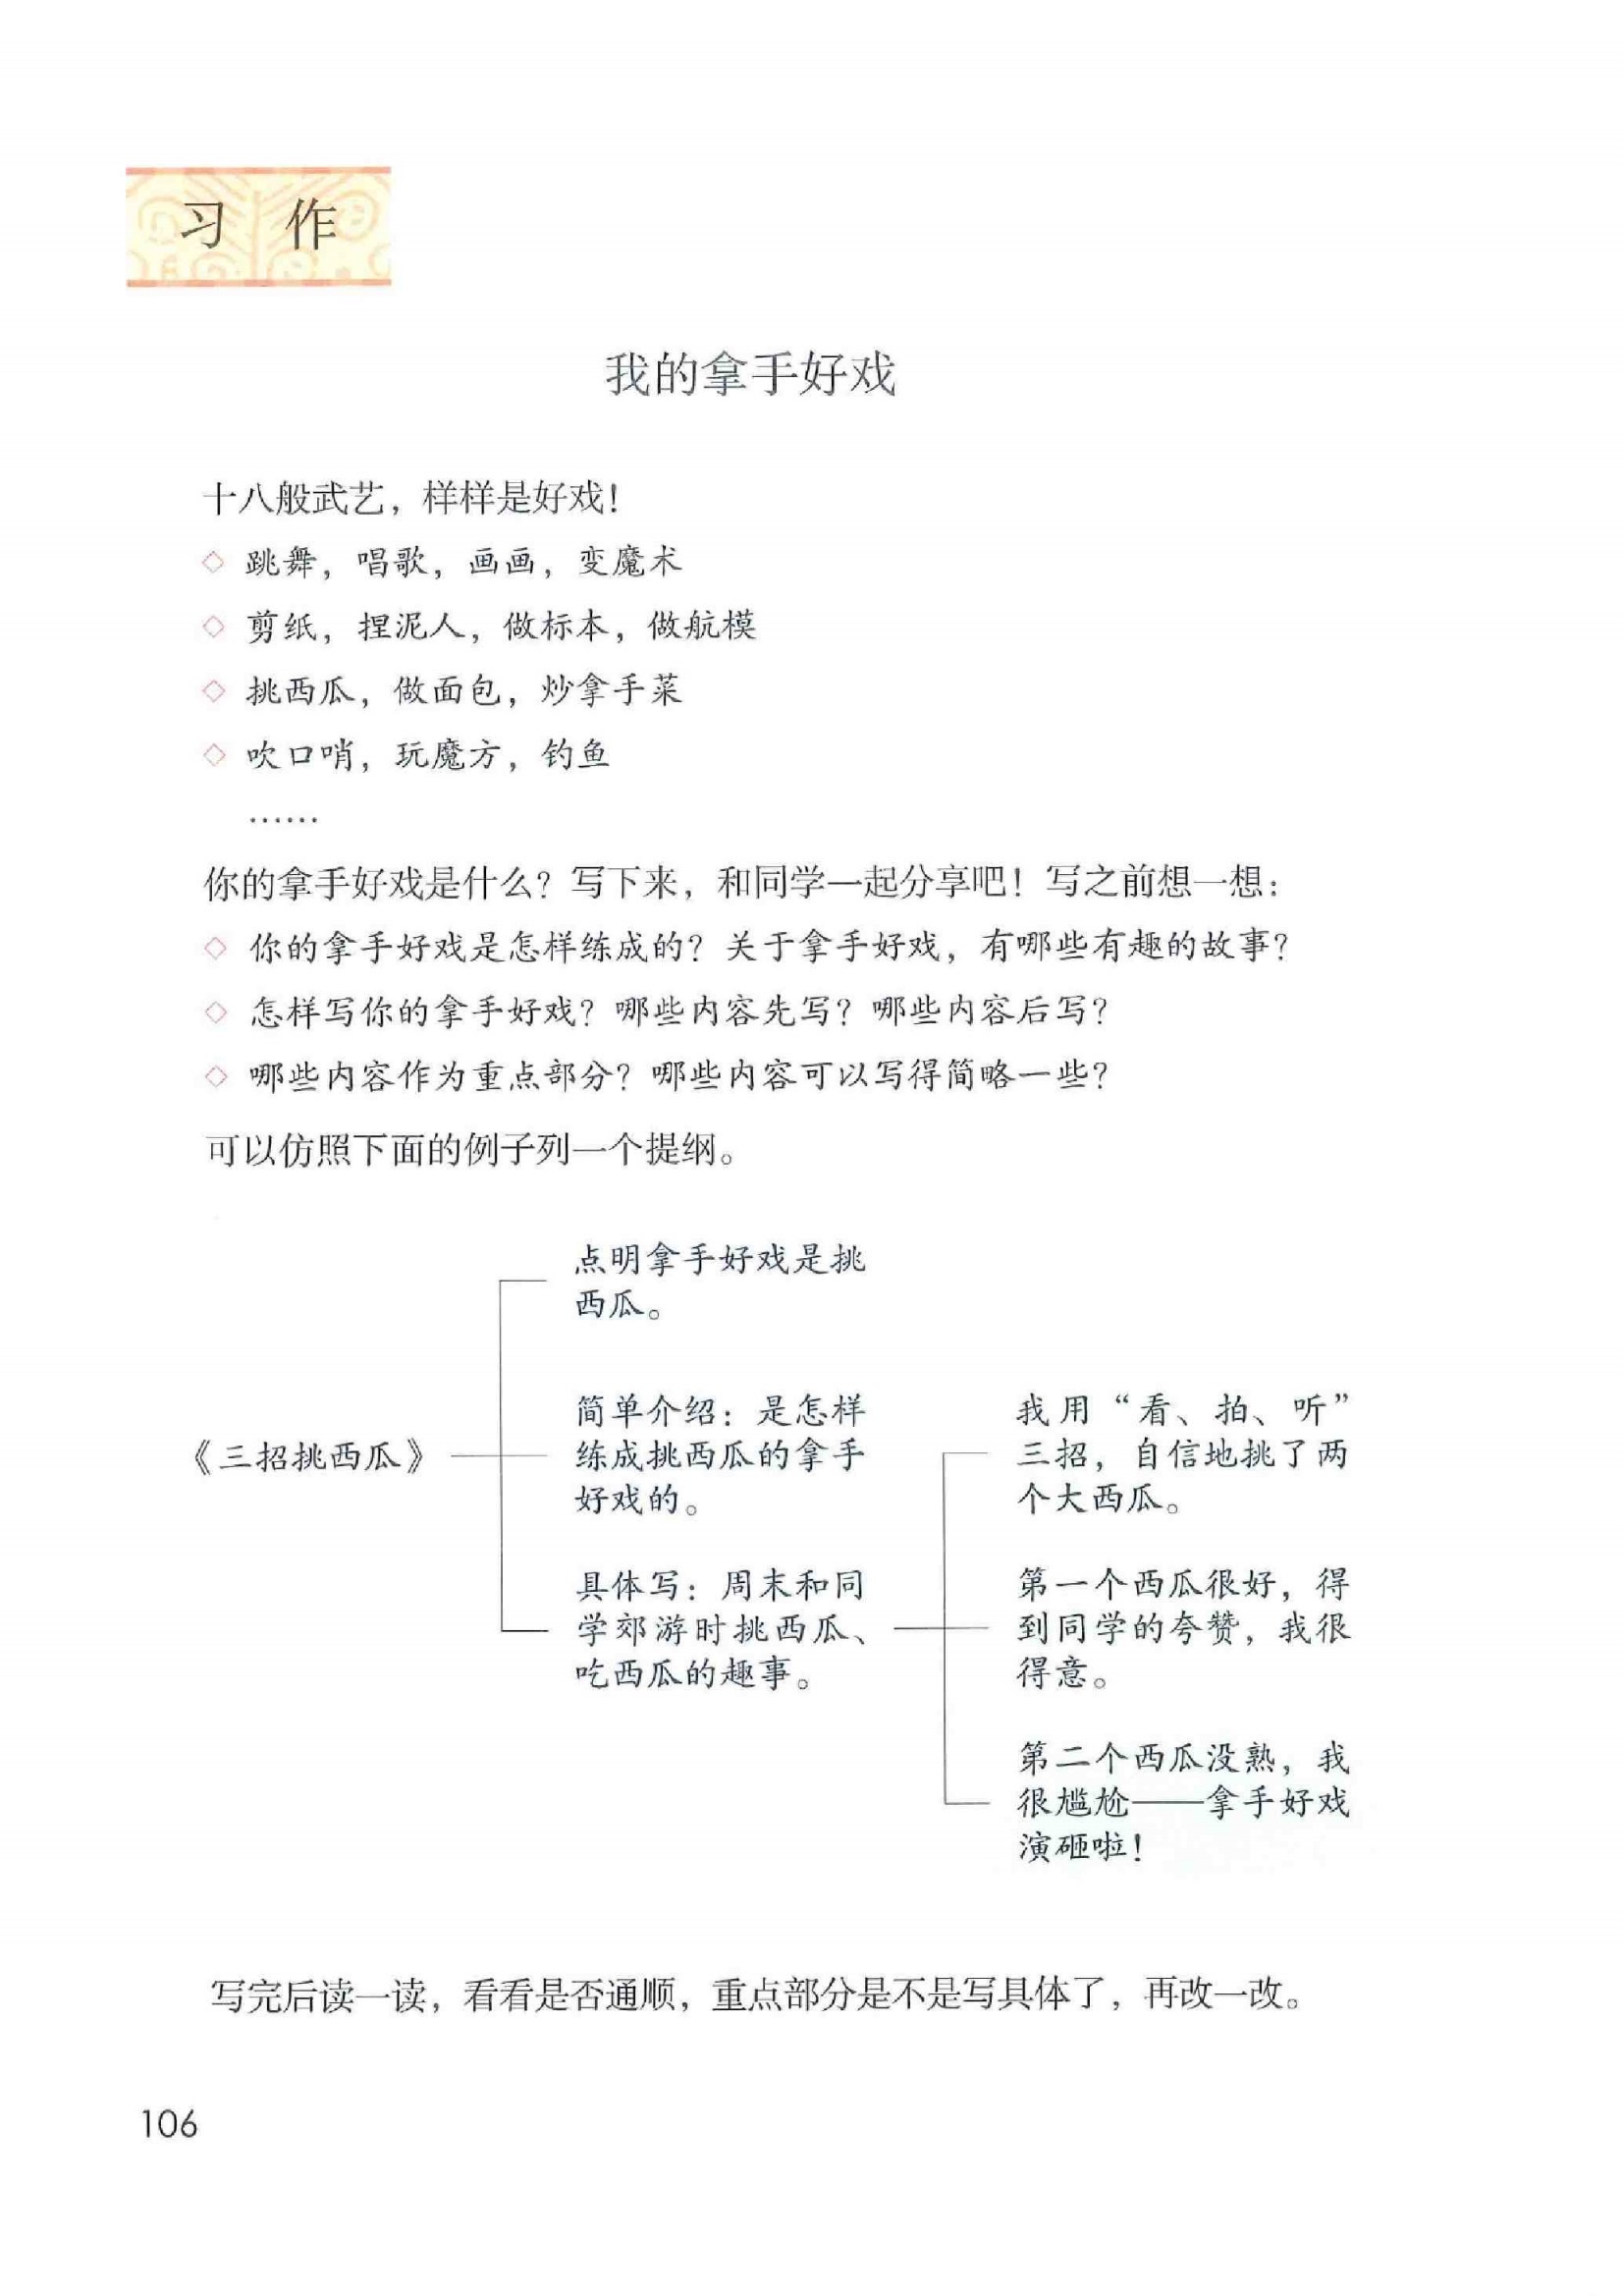 习 作
我的拿手好戏
十八般武艺，样样是好戏！
◇ 跳舞，唱歌，画画，变魔术
◇ 剪纸，捏泥人，做标本，做航模
◇ 挑西瓜，做面包，炒拿手菜
◇ 吹口哨，玩魔方，钓鱼
……
你的拿手好戏是什么？写下来，和同学一起分享吧！写之前想一想：
◇ 你的拿手好戏是怎样练成的？关于拿手好戏，有哪些有趣的故事？
◇ 怎样写你的拿手好戏？哪些内容先写？哪些内容后写？
◇ 哪些内容作为重点部分？哪些内容可以写得简略一些？
可以仿照下面的例子列一个提纲。
《三招挑西瓜》
点明拿手好戏是挑
西瓜。
简单介绍：是怎样
练成挑西瓜的拿手
好戏的。
具体写：周末和同
学郊游时挑西瓜、
吃西瓜的趣事。
我用“看、拍、听”
三招，自信地挑了两
个大西瓜。
第一个西瓜很好，得
到同学的夸赞，我很
得意。
第二个西瓜没熟，我
很尴尬——拿手好戏
演砸啦！
写完后读一读，看看是否通顺，重点部分是不是写具体了，再改一改。
106